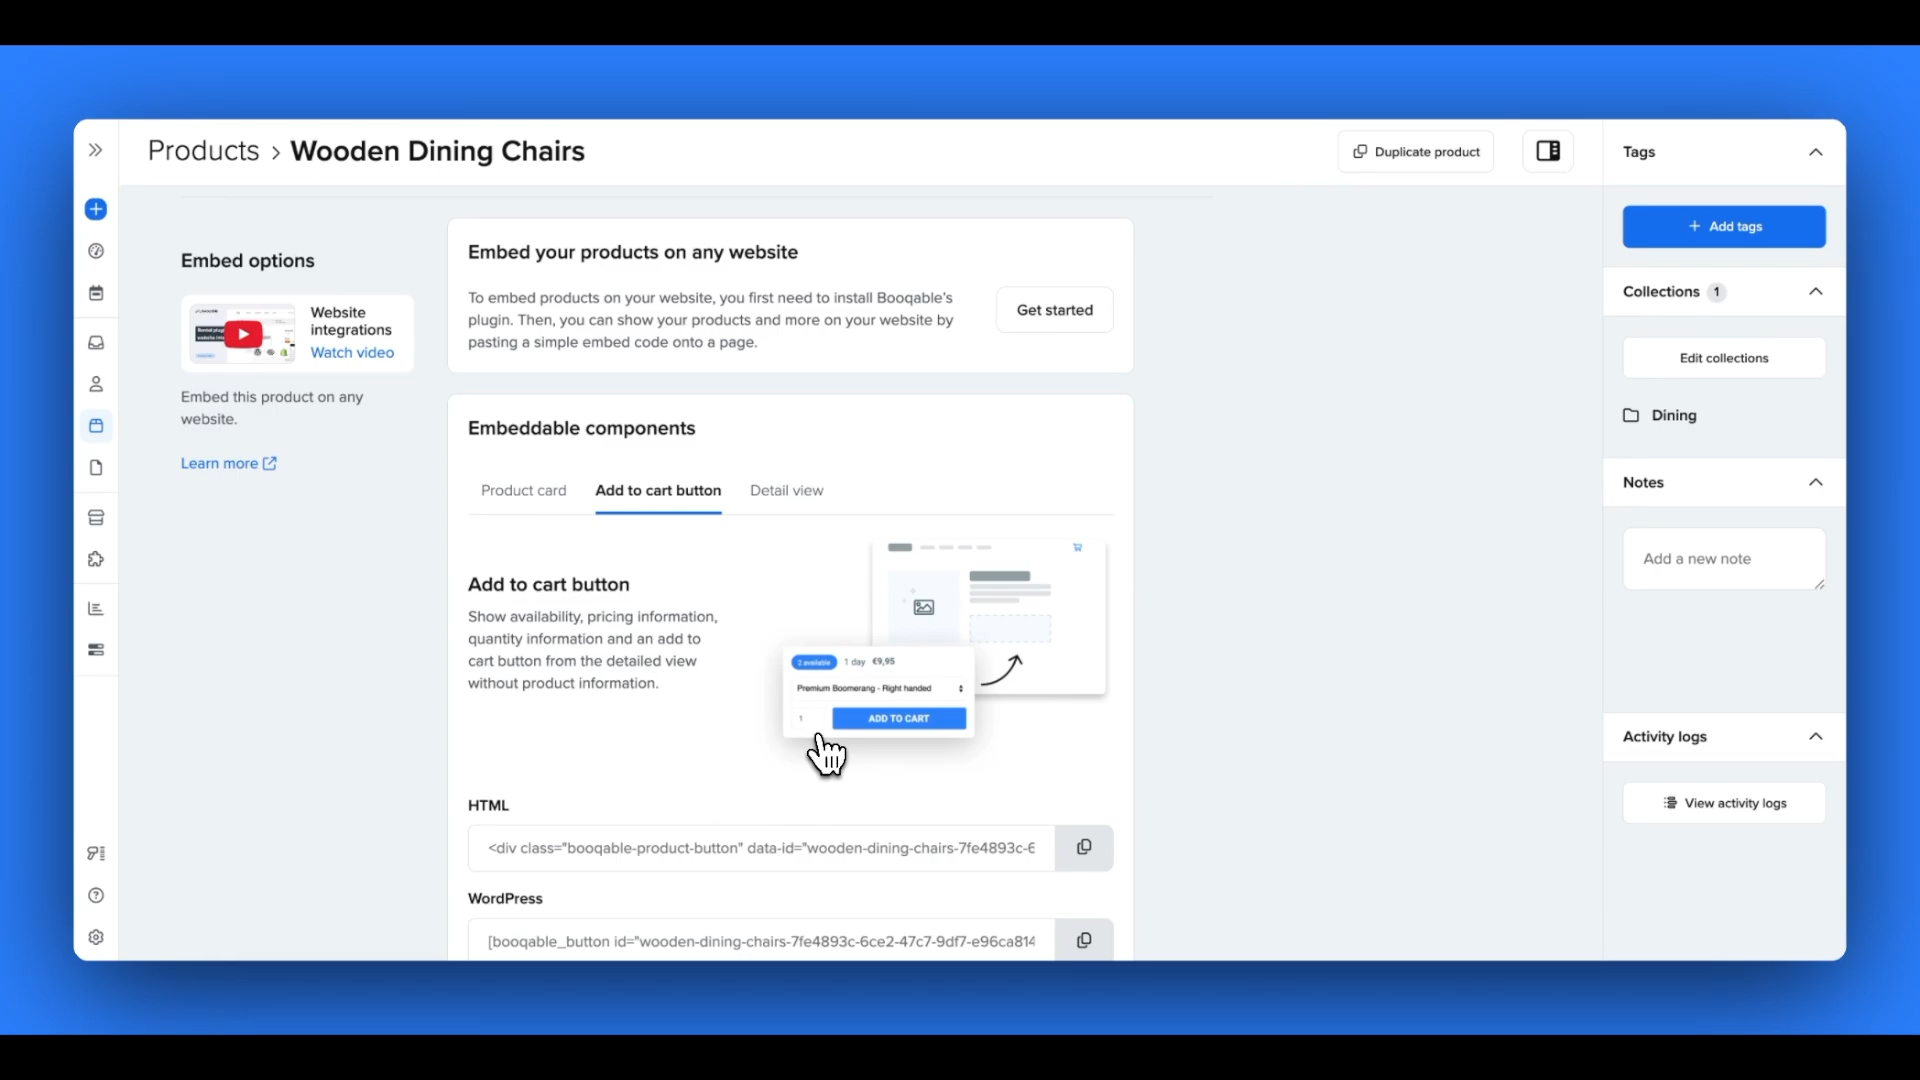 Products > Wooden Dining Chairs
Duplicate product
Tags
Add tags
Collections 1
Edit collections
Dining
Notes
Add a new note
Activity logs
View activity logs
Embed options
Website
integrations
Watch video
Embed this product on any
website.
Learn more
Embed your products on any website
To embed products on your website, you first need to install Booqable's
plugin. Then, you can show your products and more on your website by
pasting a simple embed code onto a page.
Get started
Embeddable components
Product card
Add to cart button
Detail view
Add to cart button
Show availability, pricing information,
quantity information and an add to
cart button from the detailed view
without product information.
2 available 1 day €9,95
Premium Boomerang - Right handed
1 ADD TO CART
HTML
<div class="booqable-product-button" data-id="wooden-dining-chairs-7fe4893c-6
WordPress
[booqable_button id="wooden-dining-chairs-7fe4893c-6ce2-47c7-9df7-e96ca814